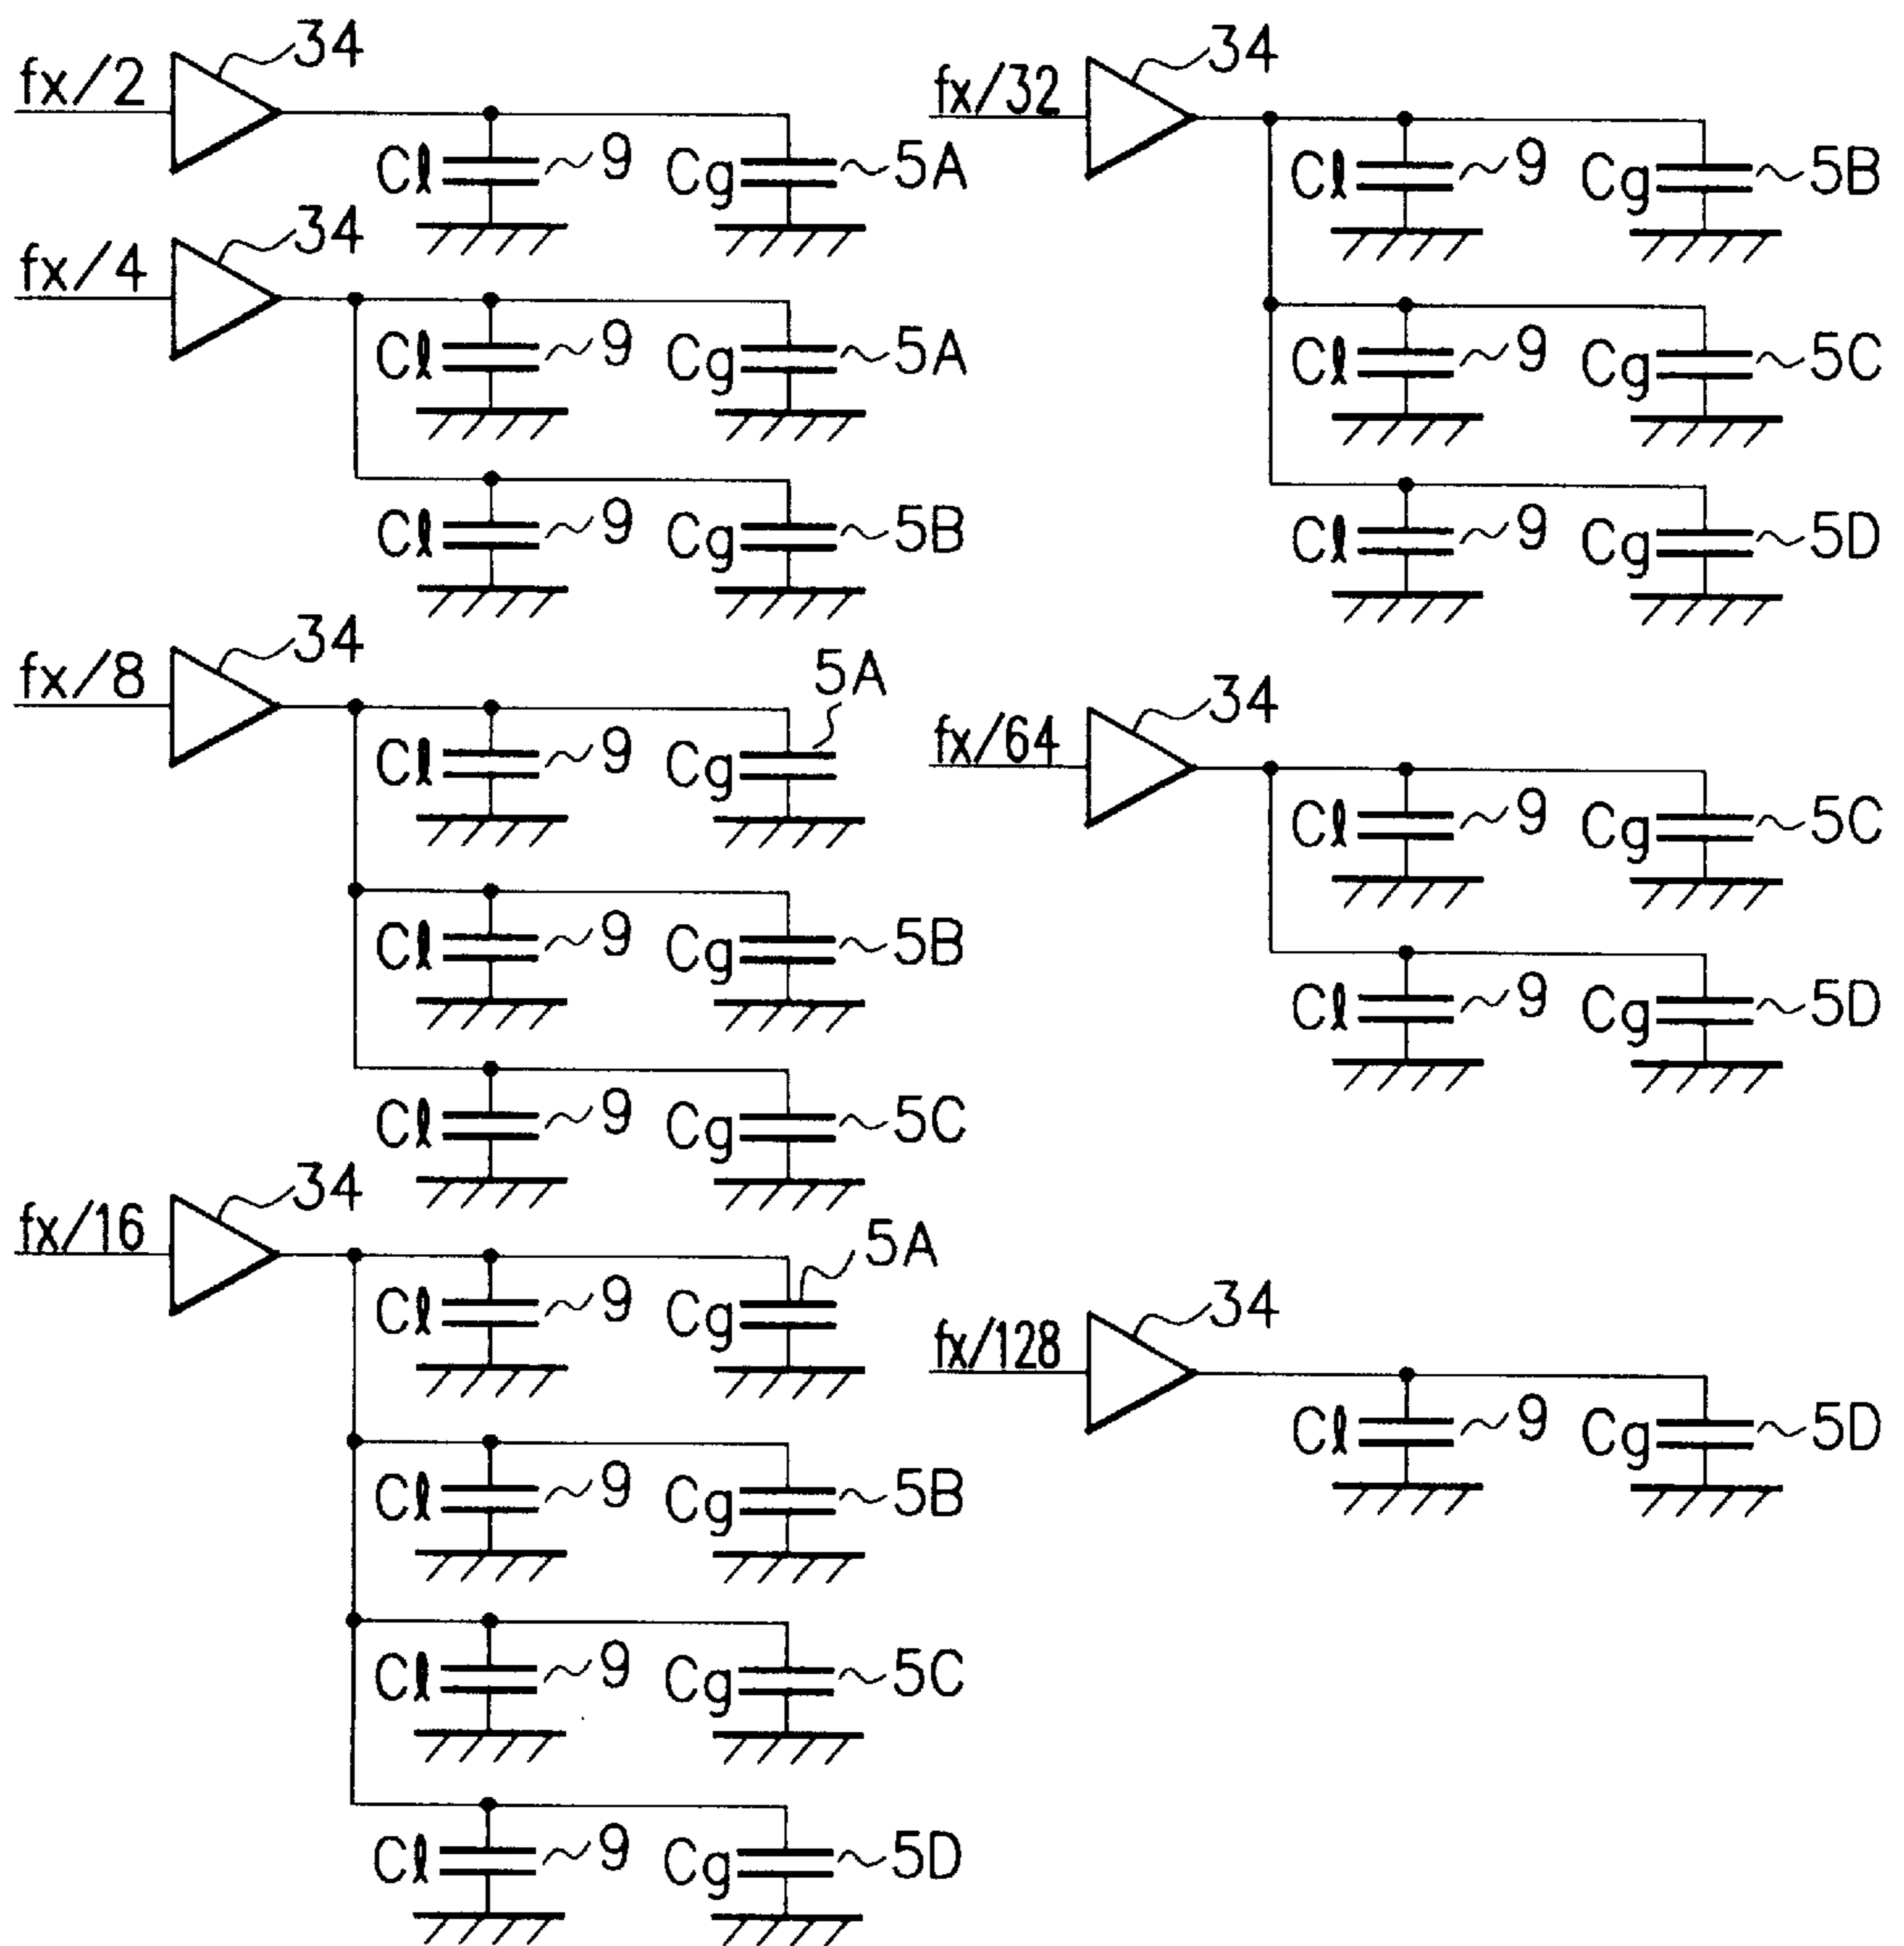 fx/2 34
Cl 9 Cg 5A
fx/4 34
Cl 9 Cg 5A
Cl 9 Cg 5B
fx/8 34
5A
Cl 9 Cg
Cl 9 Cg 5B
Cl 9 Cg 5C
fx/16 34
5A
Cl 9 Cg
Cl 9 Cg 5B
Cl 9 Cg 5C
Cl 9 Cg 5D
fx/32 34
Cl 9 Cg 5B
Cl 9 Cg 5C
Cl 9 Cg 5D
fx/64 34
Cl 9 Cg 5C
Cl 9 Cg 5D
fx/128 34
Cl 9 Cg 5D